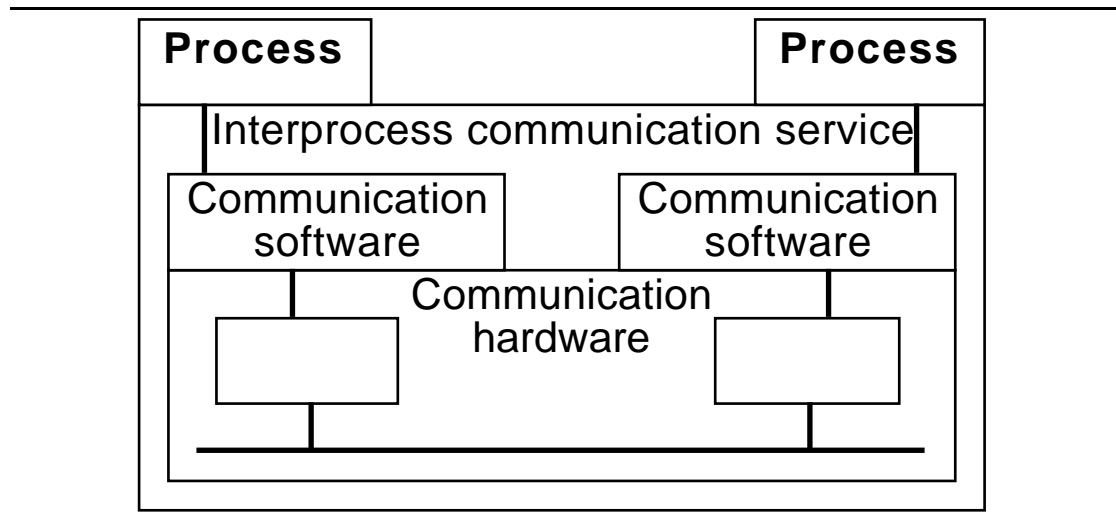 Process
Process
Interprocess communication service
Communication
software
Communication
software
Communication
hardware